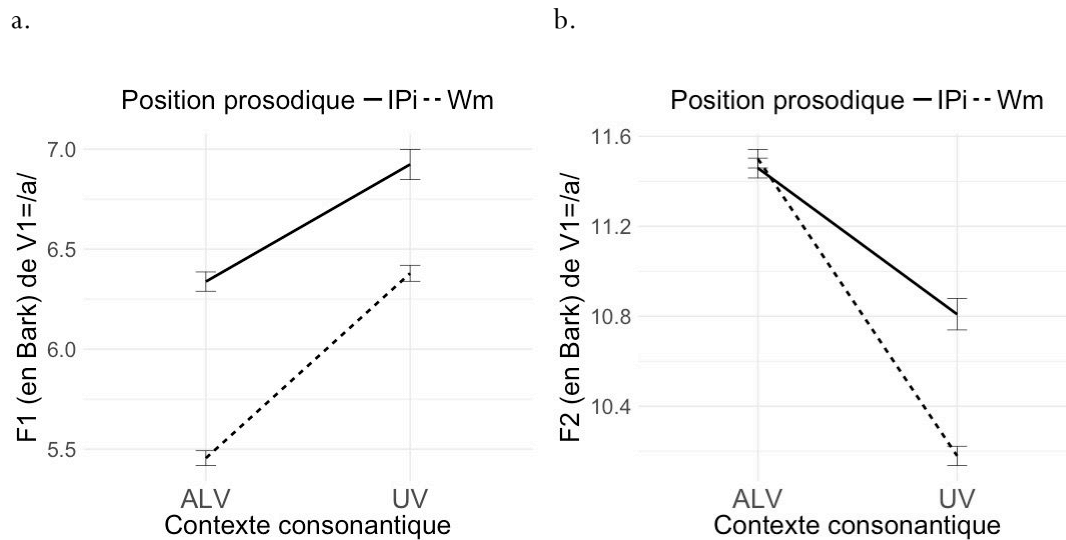 a.
Position prosodique IPi Wm
7.0
6.5
6.0
5.5
F1 (en Bark) de V1=/a/
ALV UV
Contexte consonantique
b.
Position prosodique IPi Wm
11.6
11.2
10.8
10.4
F2 (en Bark) de V1=/a/
ALV UV
Contexte consonantique